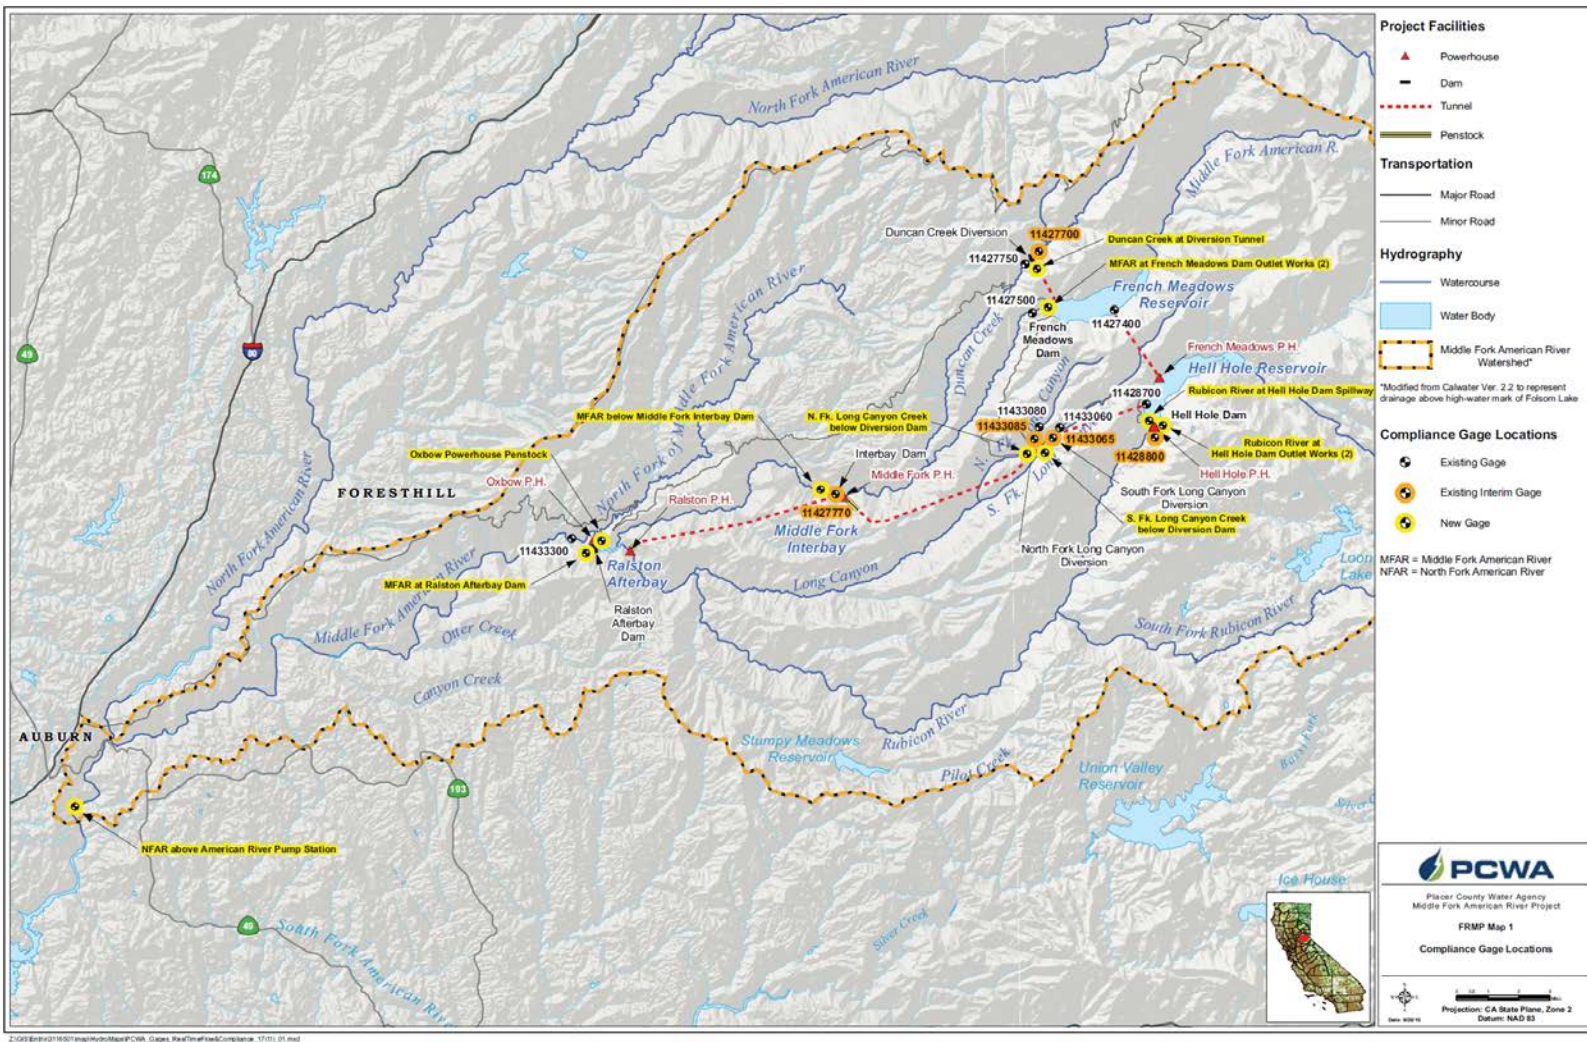 North Fork American River
Middle Fork American R.
174
49
80
Duncan Creek Diversion
11427700
11427750
Duncan Creek at Diversion Tunnel
MFAR at French Meadows Dam Outlet Works (2)
11427500
French Meadows
Reservoir
11427400
French
Meadows
Dam
Duncan Creek
North Fork of Middle Fork American River
French Meadows P.H.
Hell Hole Reservoir
11428700
Rubicon River at Hell Hole Dam Spillway
Hell Hole Dam
MFAR below Middle Fork Interbay Dam
N. Fk. Long Canyon Creek
below Diversion Dam
11433080
11433060
11433085
11433065
11428800
Rubicon River at
Hell Hole Dam Outlet Works (2)
Hell Hole P.H.
Oxbow Powerhouse Penstock
Interbay Dam
Middle Fork P.H.
Oxbow P.H.
Ralston P.H.
FORESTHILL
11427770
Middle Fork
Interbay
South Fork Long Canyon
Diversion
S. Fk. Long Canyon Creek
below Diversion Dam
North Fork Long Canyon
Diversion
11433300
MFAR at Ralston Afterbay Dam
Ralston
Afterbay
Ralston
Afterbay
Dam
Long Canyon
Loon
Lake
North Fork American River
Middle Fork American River
Otter Creek
Canyon Creek
South Fork Rubicon River
Rubicon River
Pilot Creek
AUBURN
Stumpy Meadows
Reservoir
Union Valley
Reservoir
193
NFAR above American River Pump Station
49
South Fork American River
Silver Creek
Ice House
Project Facilities
Powerhouse
Dam
Tunnel
Penstock
Transportation
Major Road
Minor Road
Hydrography
Watercourse
Water Body
Middle Fork American River
Watershed*
*Modified from Calwater Ver. 2.2 to represent
drainage above high-water mark of Folsom Lake
Compliance Gage Locations
Existing Gage
Existing Interim Gage
New Gage
MFAR = Middle Fork American River
NFAR = North Fork American River
PCWA
Placer County Water Agency
Middle Fork American River Project
FRMP Map 1
Compliance Gage Locations
Projection: CA State Plane, Zone 2
Datum: NAD 83